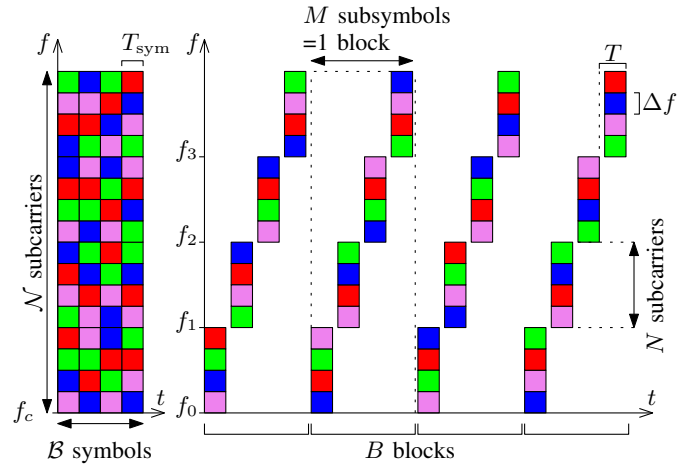 M subsymbols
=1 block
f
T_sym
f
T
Δf
𝒩 subcarriers
f_3
f_2
N subcarriers
f_1
f_c
t
f_0
t
ℬ symbols
B blocks